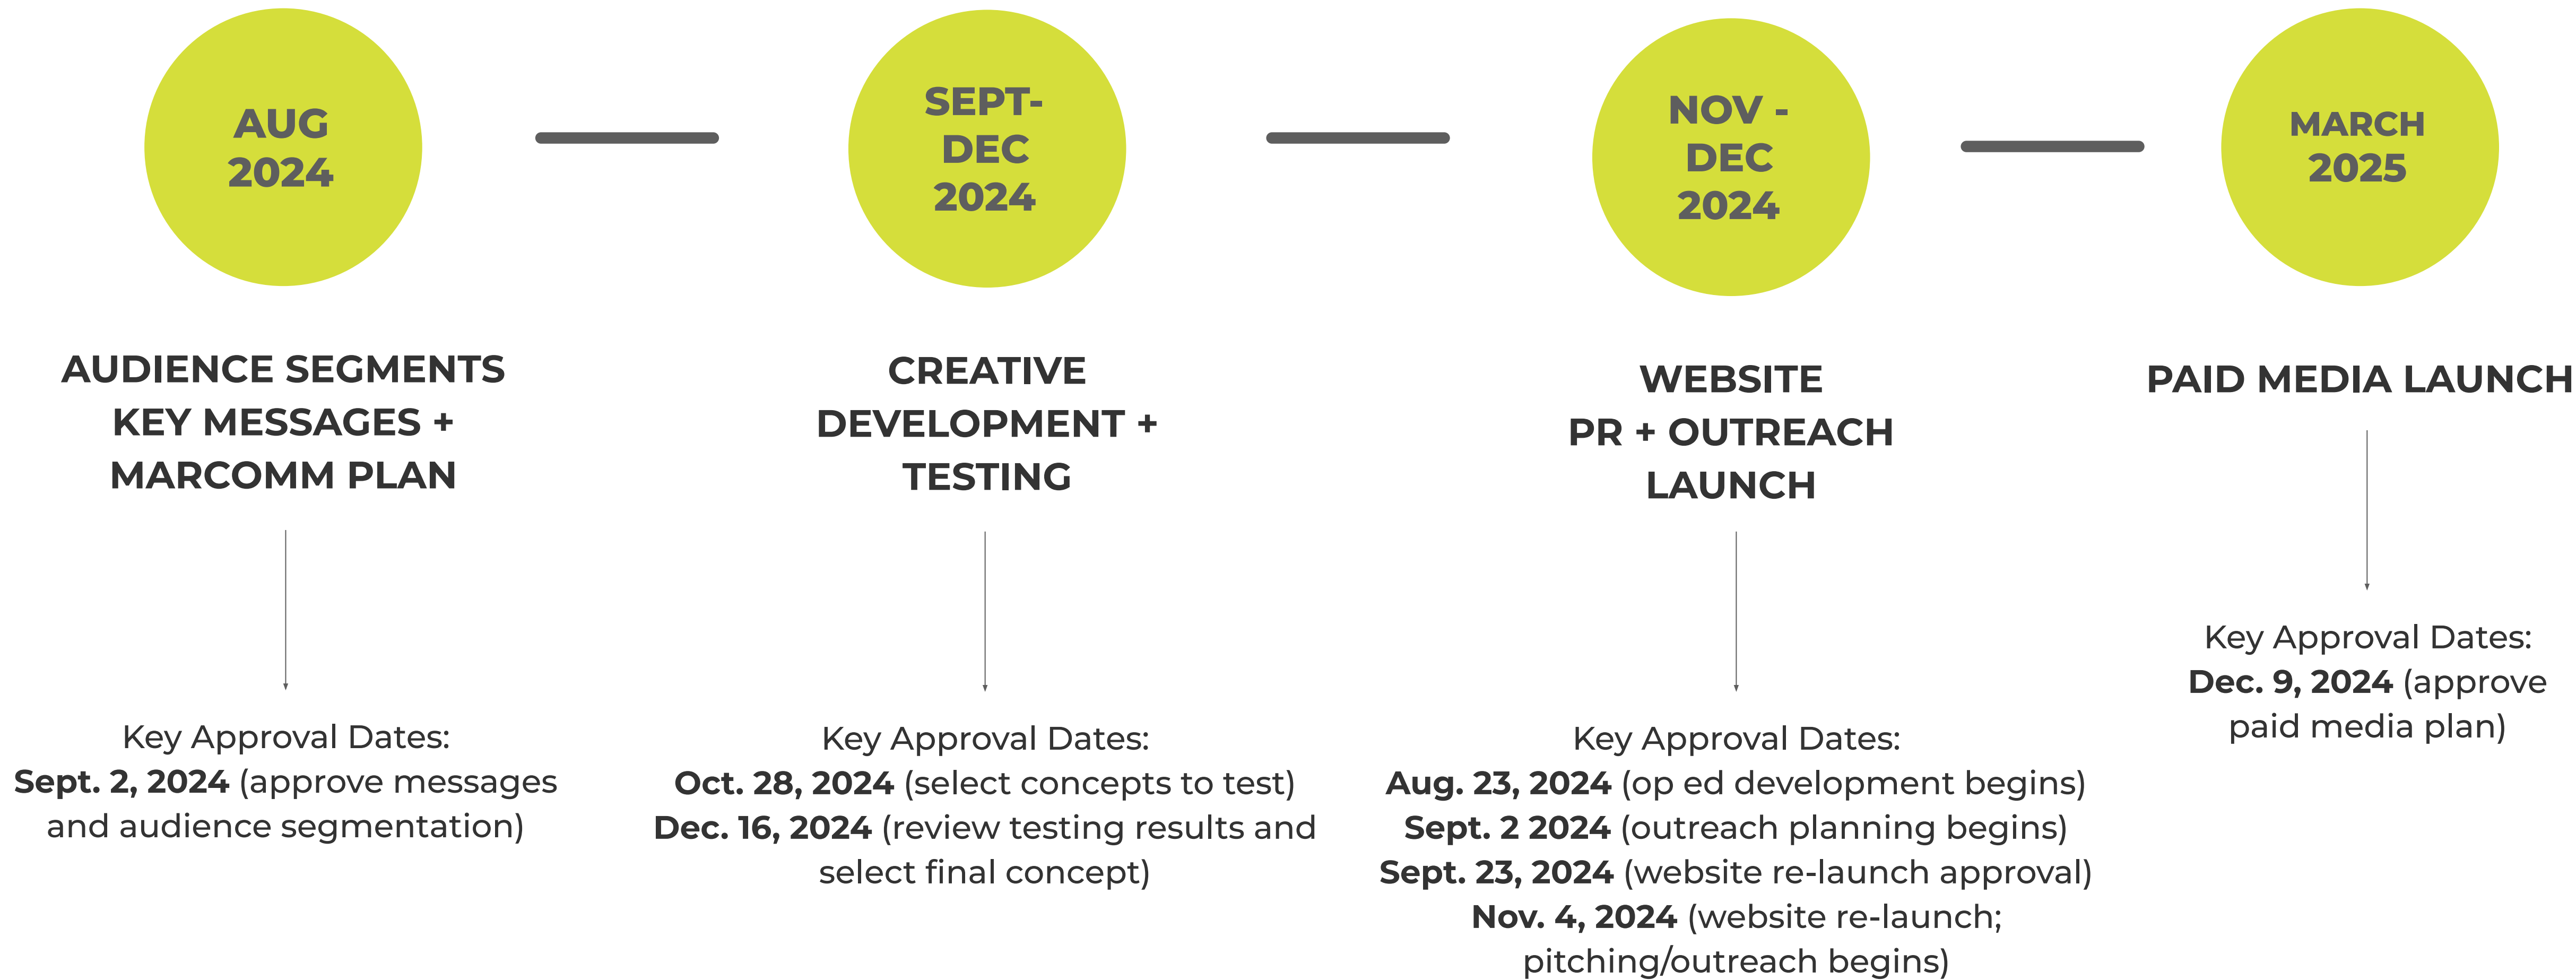 AUG
2024
AUDIENCE SEGMENTS
KEY MESSAGES +
MARCOMM PLAN
Key Approval Dates:
Sept. 2, 2024 (approve messages
and audience segmentation)
SEPT-
DEC
2024
CREATIVE
DEVELOPMENT +
TESTING
Key Approval Dates:
Oct. 28, 2024 (select concepts to test)
Dec. 16, 2024 (review testing results and
select final concept)
NOV -
DEC
2024
WEBSITE
PR + OUTREACH
LAUNCH
Key Approval Dates:
Aug. 23, 2024 (op ed development begins)
Sept. 2 2024 (outreach planning begins)
Sept. 23, 2024 (website re-launch approval)
Nov. 4, 2024 (website re-launch;
pitching/outreach begins)
MARCH
2025
PAID MEDIA LAUNCH
Key Approval Dates:
Dec. 9, 2024 (approve
paid media plan)